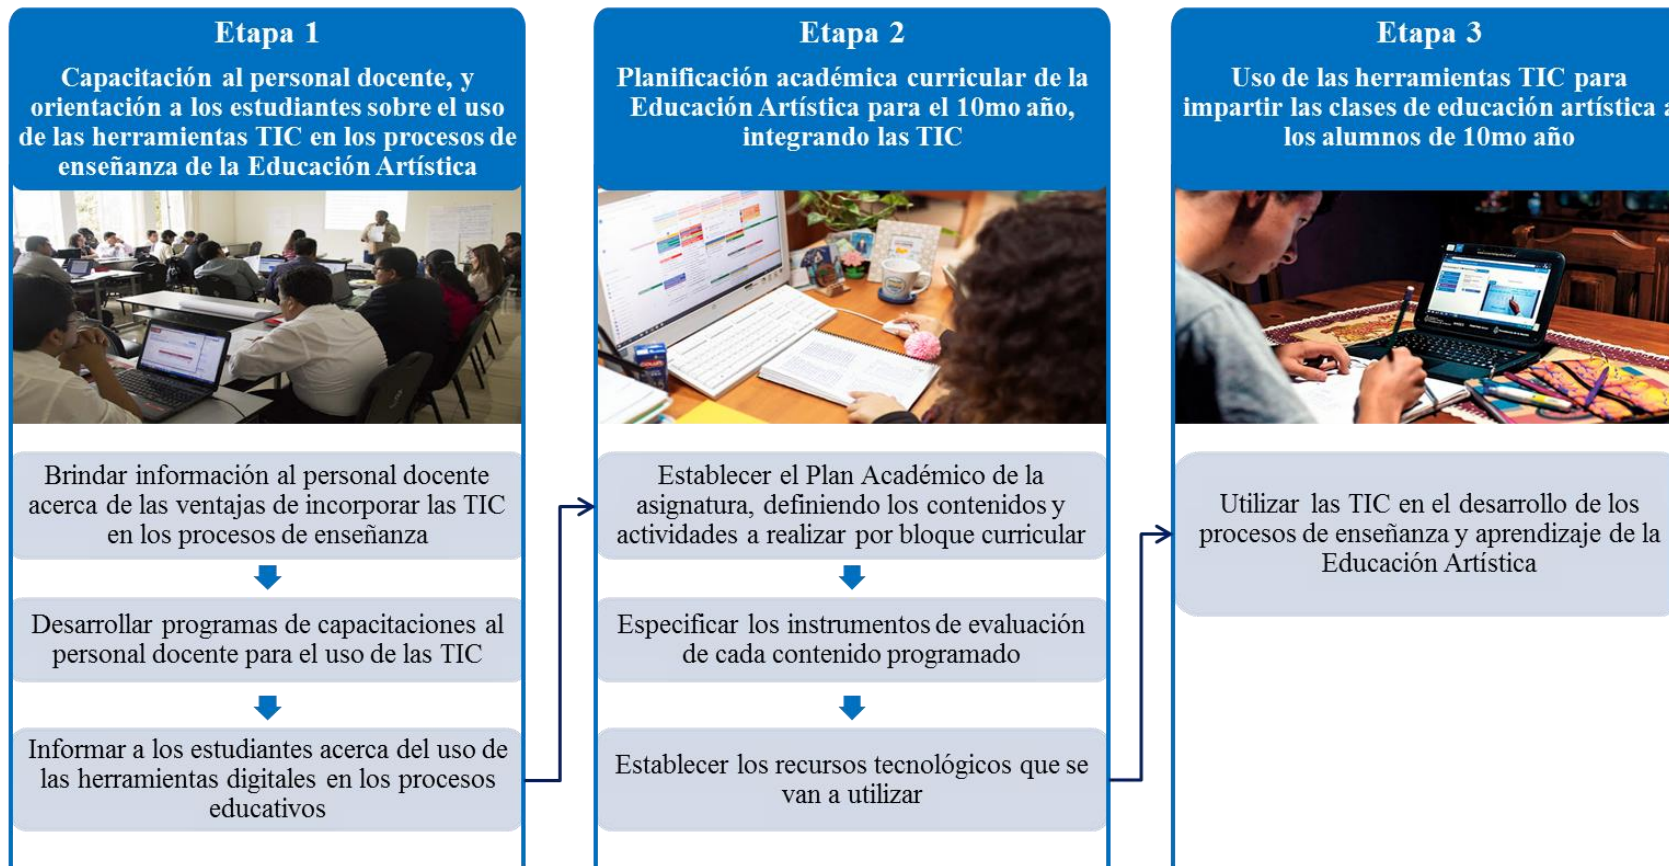 Etapa 1
Capacitación al personal docente, y
orientación a los estudiantes sobre el uso
de las herramientas TIC en los procesos de
enseñanza de la Educación Artística
Brindar información al personal docente
acerca de las ventajas de incorporar las TIC
en los procesos de enseñanza
Desarrollar programas de capacitaciones al
personal docente para el uso de las TIC
Informar a los estudiantes acerca del uso de
las herramientas digitales en los procesos
educativos
Etapa 2
Planificación académica curricular de la
Educación Artística para el 10mo año,
integrando las TIC
Establecer el Plan Académico de la
asignatura, definiendo los contenidos y
actividades a realizar por bloque curricular
Especificar los instrumentos de evaluación
de cada contenido programado
Establecer los recursos tecnológicos que se
van a utilizar
Etapa 3
Uso de las herramientas TIC para
impartir las clases de educación artística a
los alumnos de 10mo año
Utilizar las TIC en el desarrollo de los
procesos de enseñanza y aprendizaje de la
Educación Artística